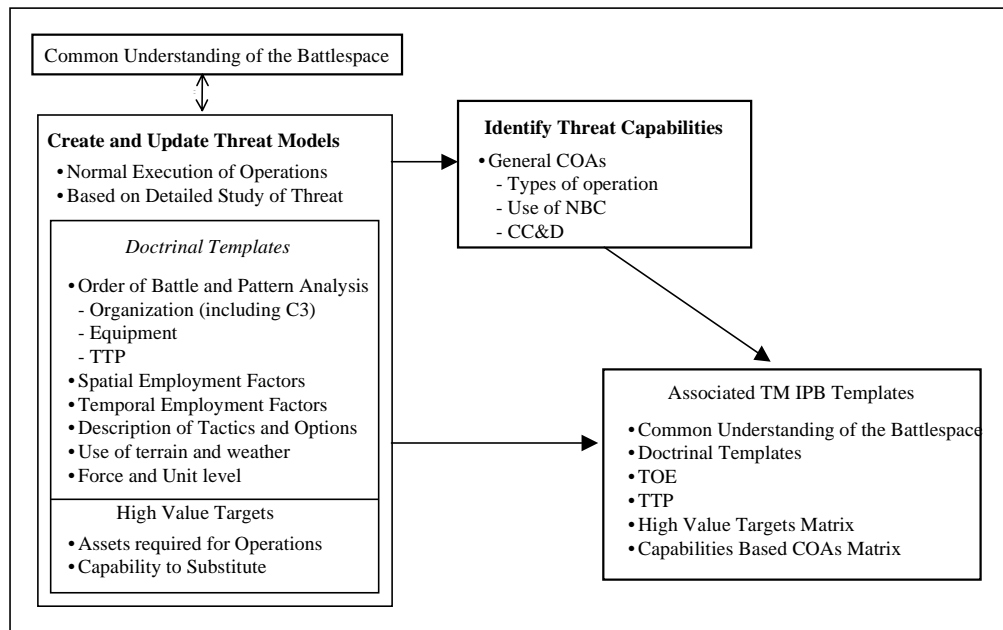 Common Understanding of the Battlespace
Create and Update Threat Models
• Normal Execution of Operations
• Based on Detailed Study of Threat
Doctrinal Templates
• Order of Battle and Pattern Analysis
- Organization (including C3)
- Equipment
- TTP
• Spatial Employment Factors
• Temporal Employment Factors
• Description of Tactics and Options
• Use of terrain and weather
• Force and Unit level
High Value Targets
• Assets required for Operations
• Capability to Substitute
Identify Threat Capabilities
• General COAs
- Types of operation
- Use of NBC
- CC&D
Associated TM IPB Templates
• Common Understanding of the Battlespace
• Doctrinal Templates
• TOE
• TTP
• High Value Targets Matrix
• Capabilities Based COAs Matrix